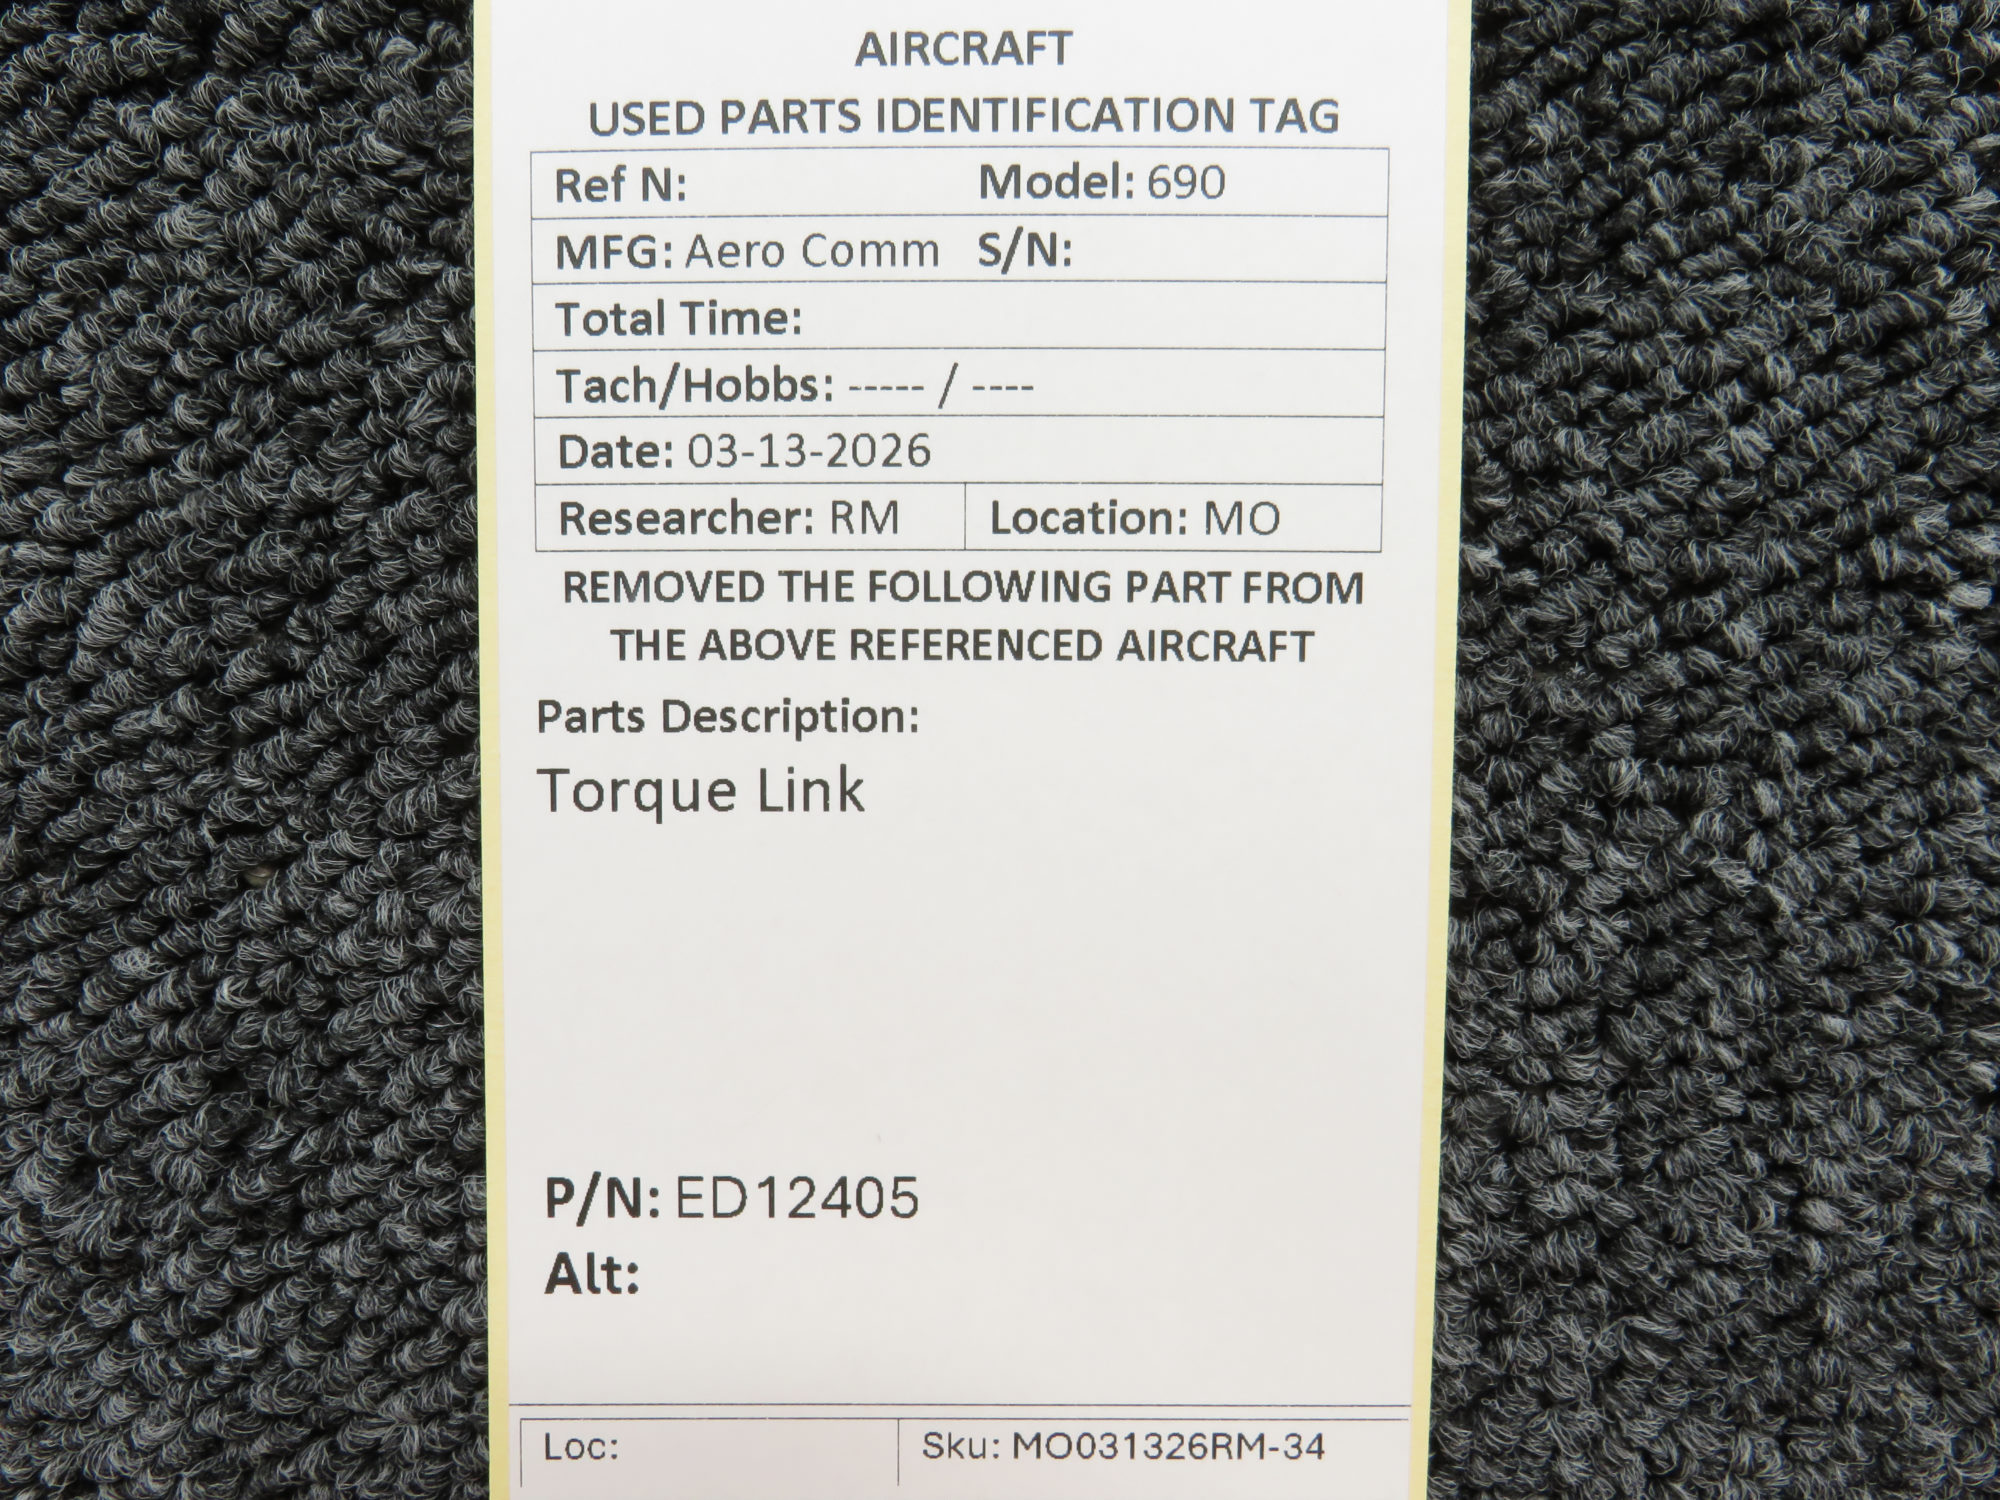 AIRCRAFT
USED PARTS IDENTIFICATION TAG
Ref N: Model: 690
MFG: Aero Comm S/N:
Total Time:
Tach/Hobbs: ----- / ----
Date: 03-13-2026
Researcher: RM Location: MO
REMOVED THE FOLLOWING PART FROM
THE ABOVE REFERENCED AIRCRAFT
Parts Description:
Torque Link
P/N: ED12405
Alt:
Loc: Sku: MO031326RM-34